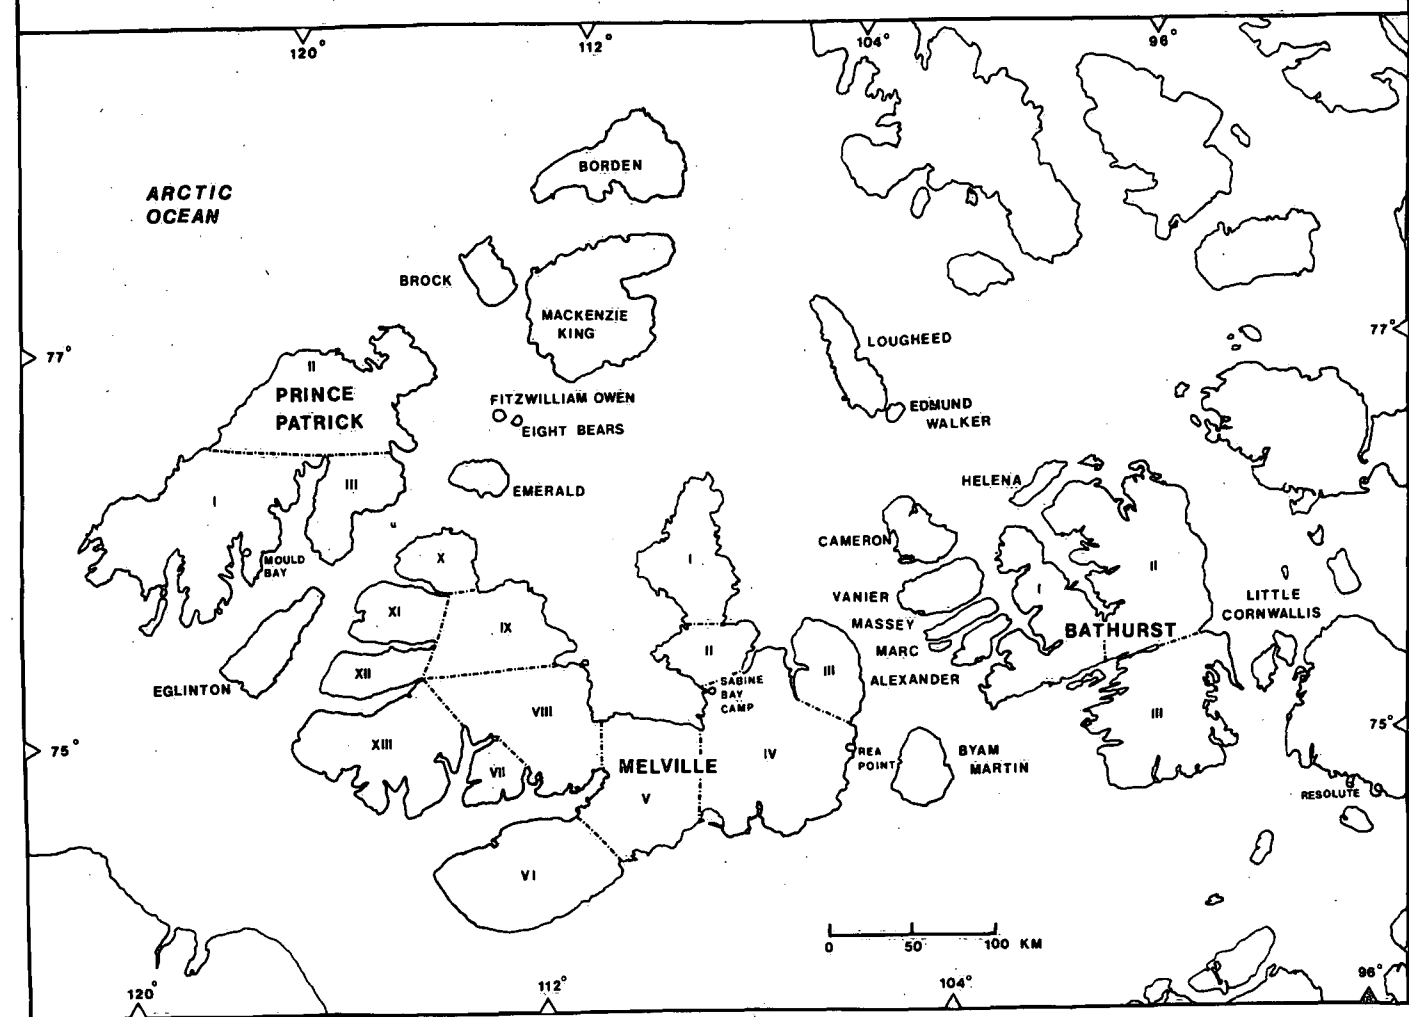 120°
112°
104°
96°
ARCTIC
OCEAN
BORDEN
BROCK
MACKENZIE
KING
LOUGHEED
77°
77°
II
PRINCE
PATRICK
FITZWILLIAM OWEN
EIGHT BEARS
EDMUND
WALKER
HELENA
EMERALD
III
I
CAMERON
MOULD
BAY
X
I
II
VANIER
I
LITTLE
CORNWALLIS
XI
IX
MASSEY
BATHURST
MARC
II
XII
III
ALEXANDER
EGLINTON
SABINE
BAY
CAMP
VIII
III
XIII
75°
75°
IV
REA
POINT
BYAM
MARTIN
MELVILLE
VII
V
RESOLUTE
VI
0 50 100 KM
120°
112°
104°
96°